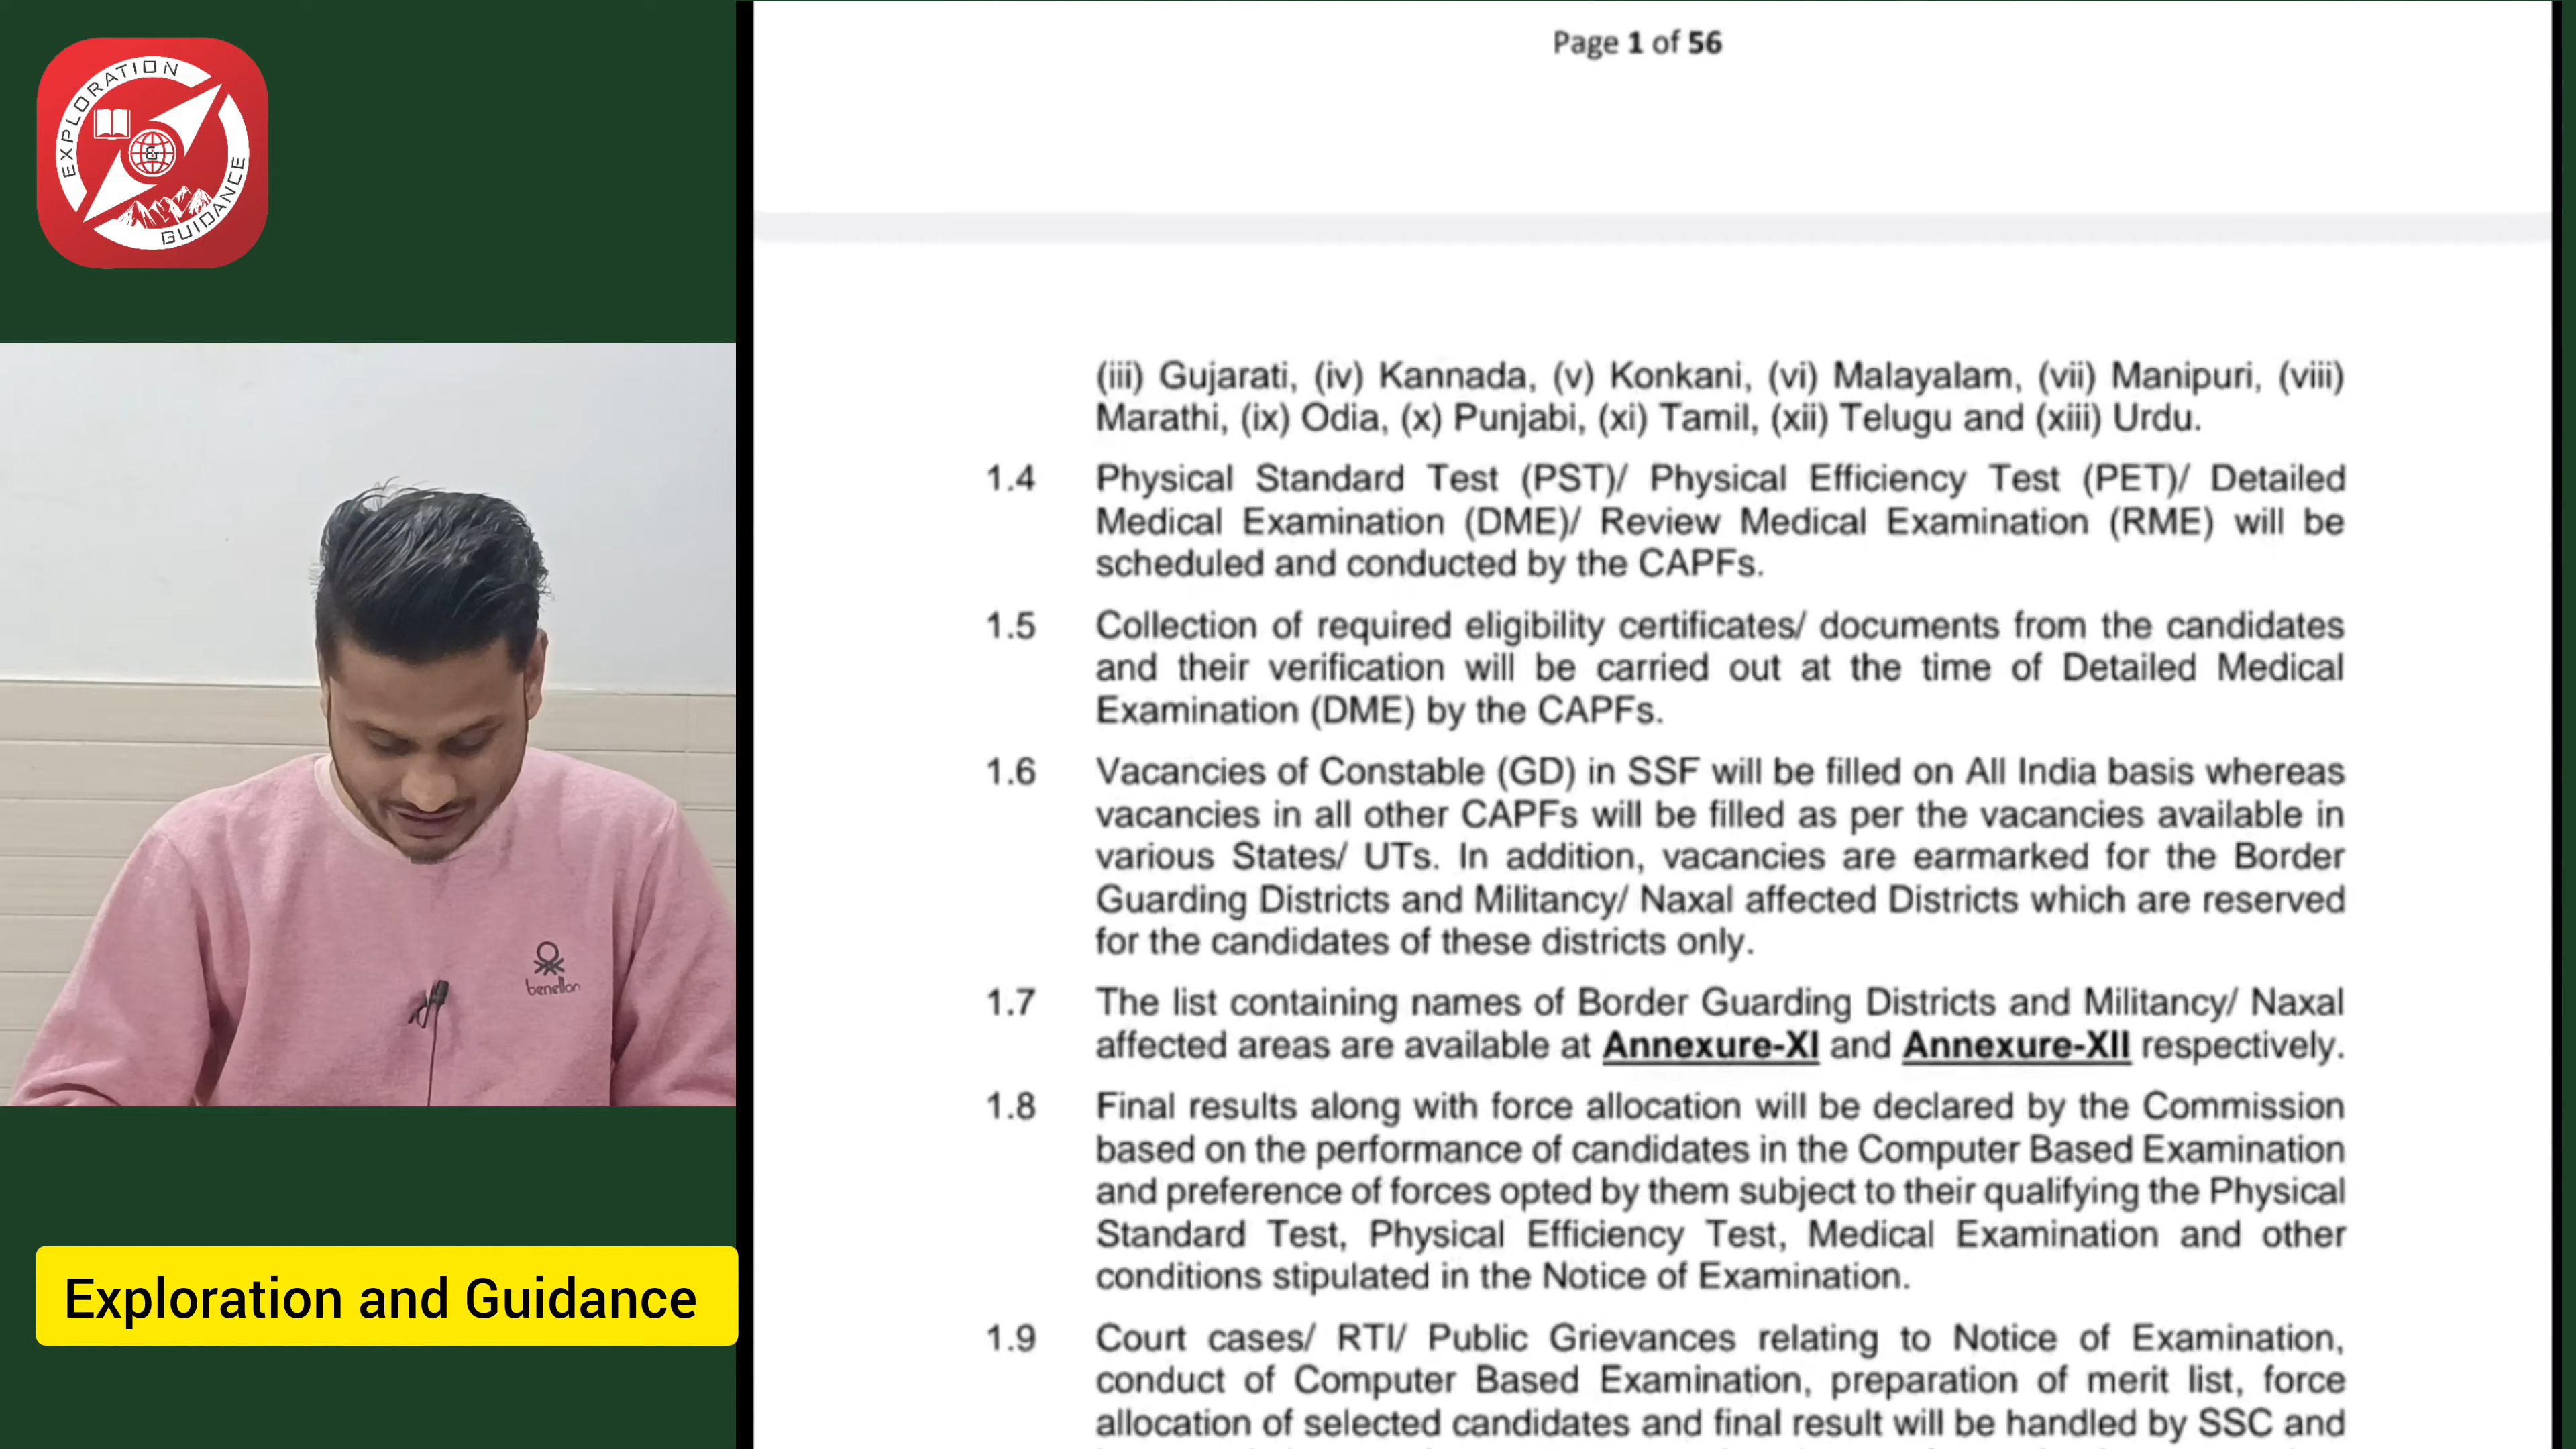 EXPLORATION
&
GUIDANCE
benetton
Exploration and Guidance
Page 1 of 56
(iii) Gujarati, (iv) Kannada, (v) Konkani, (vi) Malayalam, (vii) Manipuri, (viii)
Marathi, (ix) Odia, (x) Punjabi, (xi) Tamil, (xii) Telugu and (xiii) Urdu.
1.4 Physical Standard Test (PST)/ Physical Efficiency Test (PET)/ Detailed
Medical Examination (DME)/ Review Medical Examination (RME) will be
scheduled and conducted by the CAPFs.
1.5 Collection of required eligibility certificates/ documents from the candidates
and their verification will be carried out at the time of Detailed Medical
Examination (DME) by the CAPFs.
1.6 Vacancies of Constable (GD) in SSF will be filled on All India basis whereas
vacancies in all other CAPFs will be filled as per the vacancies available in
various States/ UTs. In addition, vacancies are earmarked for the Border
Guarding Districts and Militancy/ Naxal affected Districts which are reserved
for the candidates of these districts only.
1.7 The list containing names of Border Guarding Districts and Militancy/ Naxal
affected areas are available at Annexure-XI and Annexure-XII respectively.
1.8 Final results along with force allocation will be declared by the Commission
based on the performance of candidates in the Computer Based Examination
and preference of forces opted by them subject to their qualifying the Physical
Standard Test, Physical Efficiency Test, Medical Examination and other
conditions stipulated in the Notice of Examination.
1.9 Court cases/ RTI/ Public Grievances relating to Notice of Examination,
conduct of Computer Based Examination, preparation of merit list, force
allocation of selected candidates and final result will be handled by SSC and